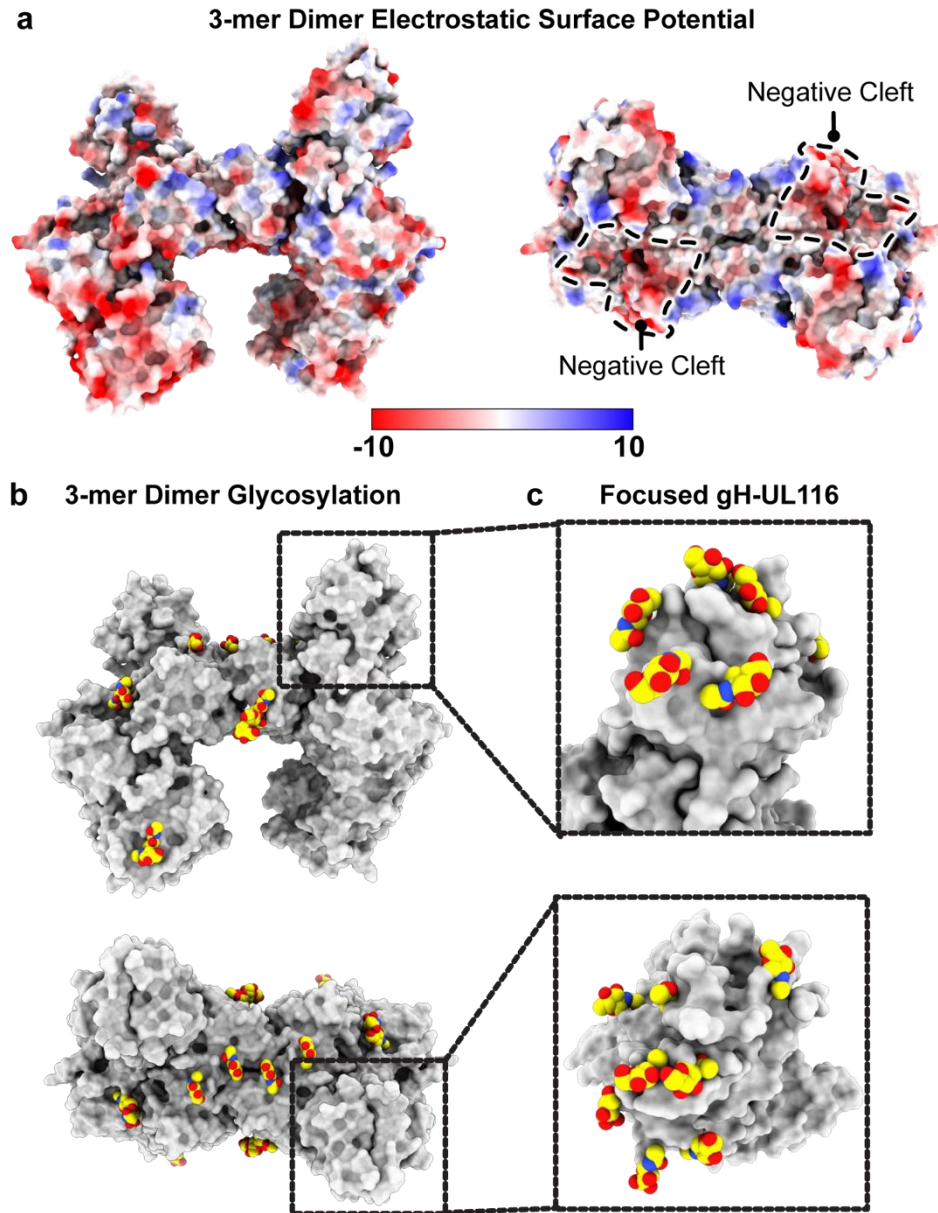 a 3-mer Dimer Electrostatic Surface Potential
Negative Cleft
Negative Cleft
-10 10
b 3-mer Dimer Glycosylation
c Focused gH-UL116